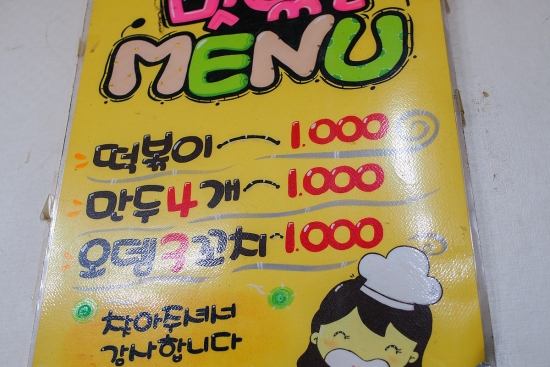 MENU
떡볶이 1.000
만두4개 1.000
오뎅3꼬치 1.000
찾아주셔서
감사합니다